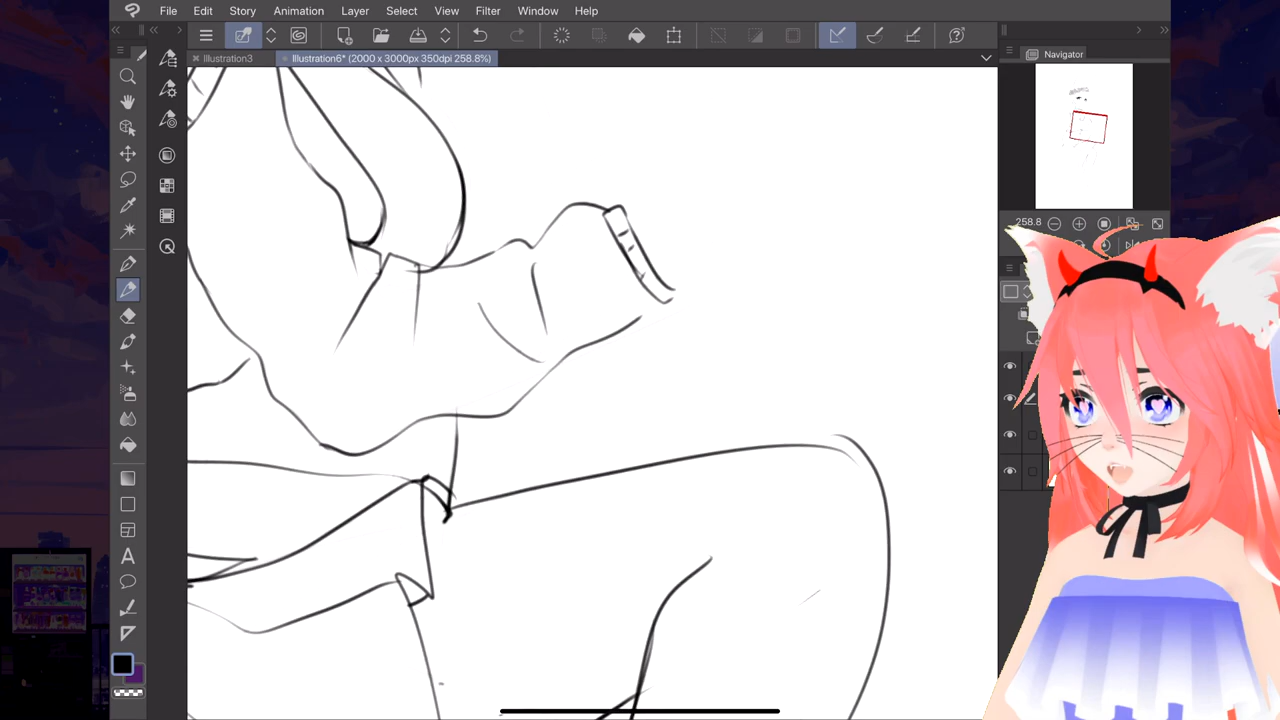 File Edit Story Animation Layer Select View Filter Window Help
Illustration3 Illustration6* (2000 x 3000px 350dpi 258.8%)
Navigator
258.8